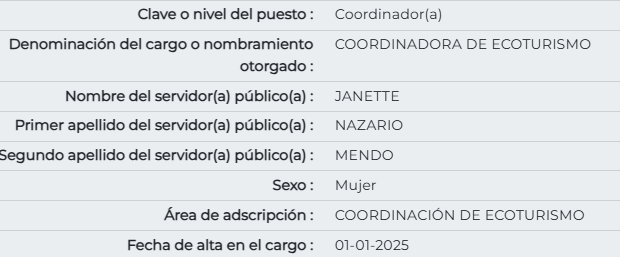 Clave o nivel del puesto : Coordinador(a)
Denominación del cargo o nombramiento COORDINADORA DE ECOTURISMO
otorgado :
Nombre del servidor(a) público(a) : JANETTE
Primer apellido del servidor(a) público(a) : NAZARIO
Segundo apellido del servidor(a) público(a) : MENDO
Sexo : Mujer
Área de adscripción : COORDINACIÓN DE ECOTURISMO
Fecha de alta en el cargo : 01-01-2025